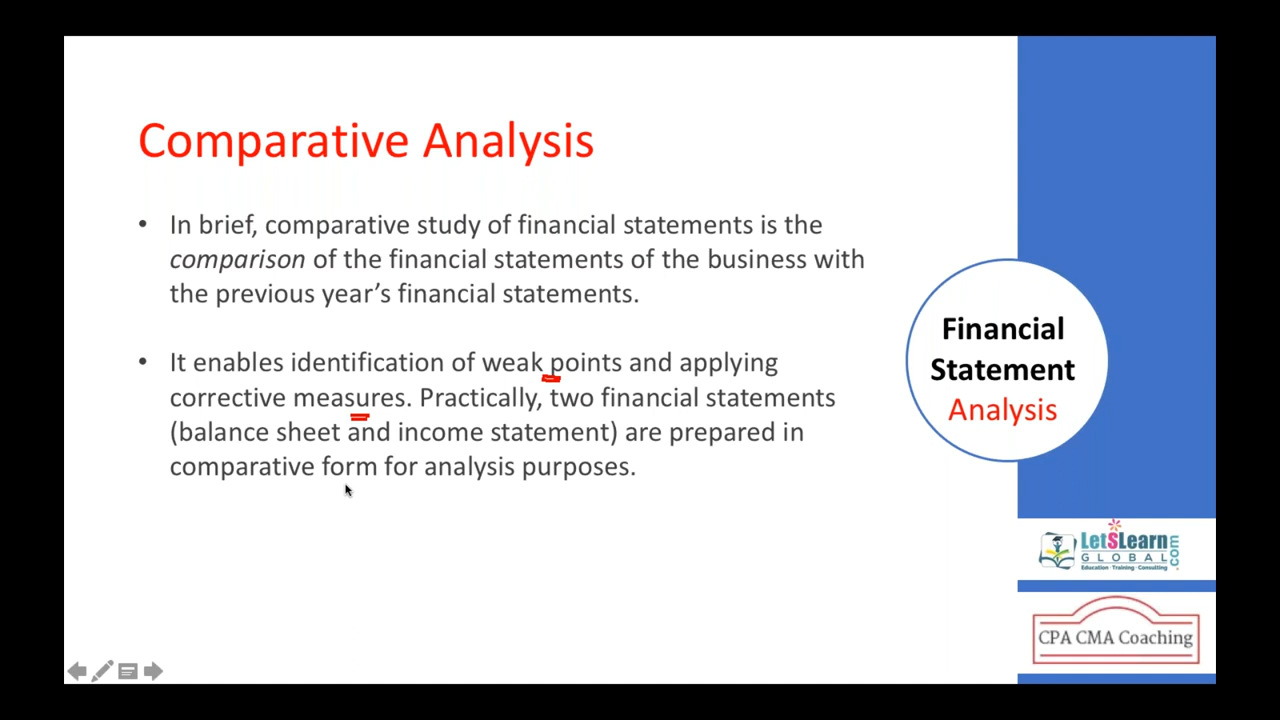 Comparative Analysis
• In brief, comparative study of financial statements is the
comparison of the financial statements of the business with
the previous year’s financial statements.
• It enables identification of weak points and applying
corrective measures. Practically, two financial statements
(balance sheet and income statement) are prepared in
comparative form for analysis purposes.
Financial
Statement
Analysis
LetSLearn
GLOBAL
.com
Education • Training • Consulting
CPA CMA Coaching